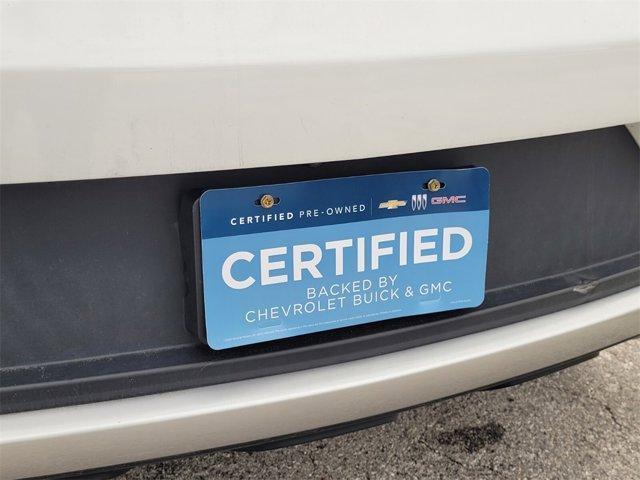 CERTIFIED PRE-OWNED GMC
CERTIFIED
BACKED BY
CHEVROLET BUICK & GMC